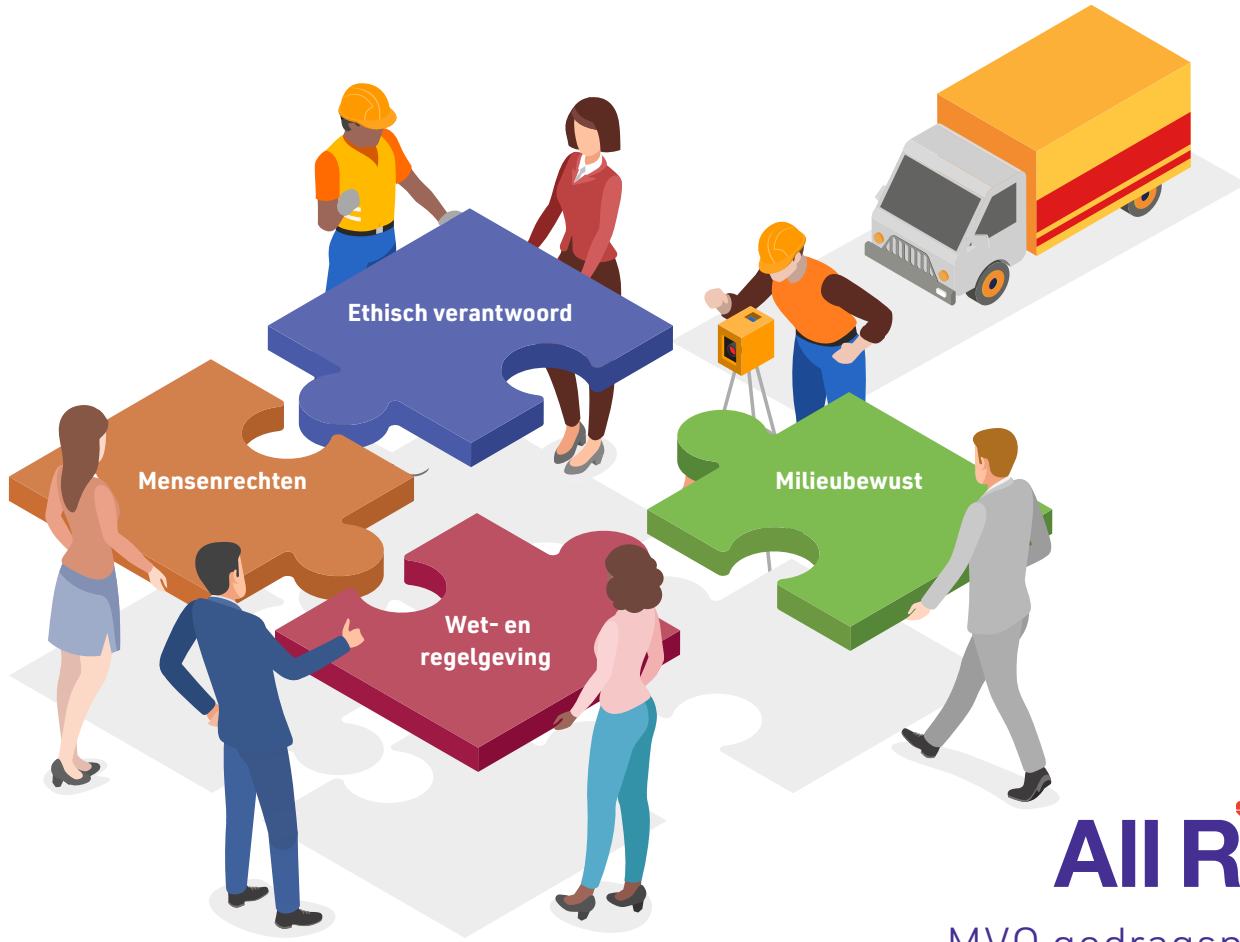 Ethisch verantwoord
Mensenrechten
Milieubewust
Wet- en
regelgeving
All R